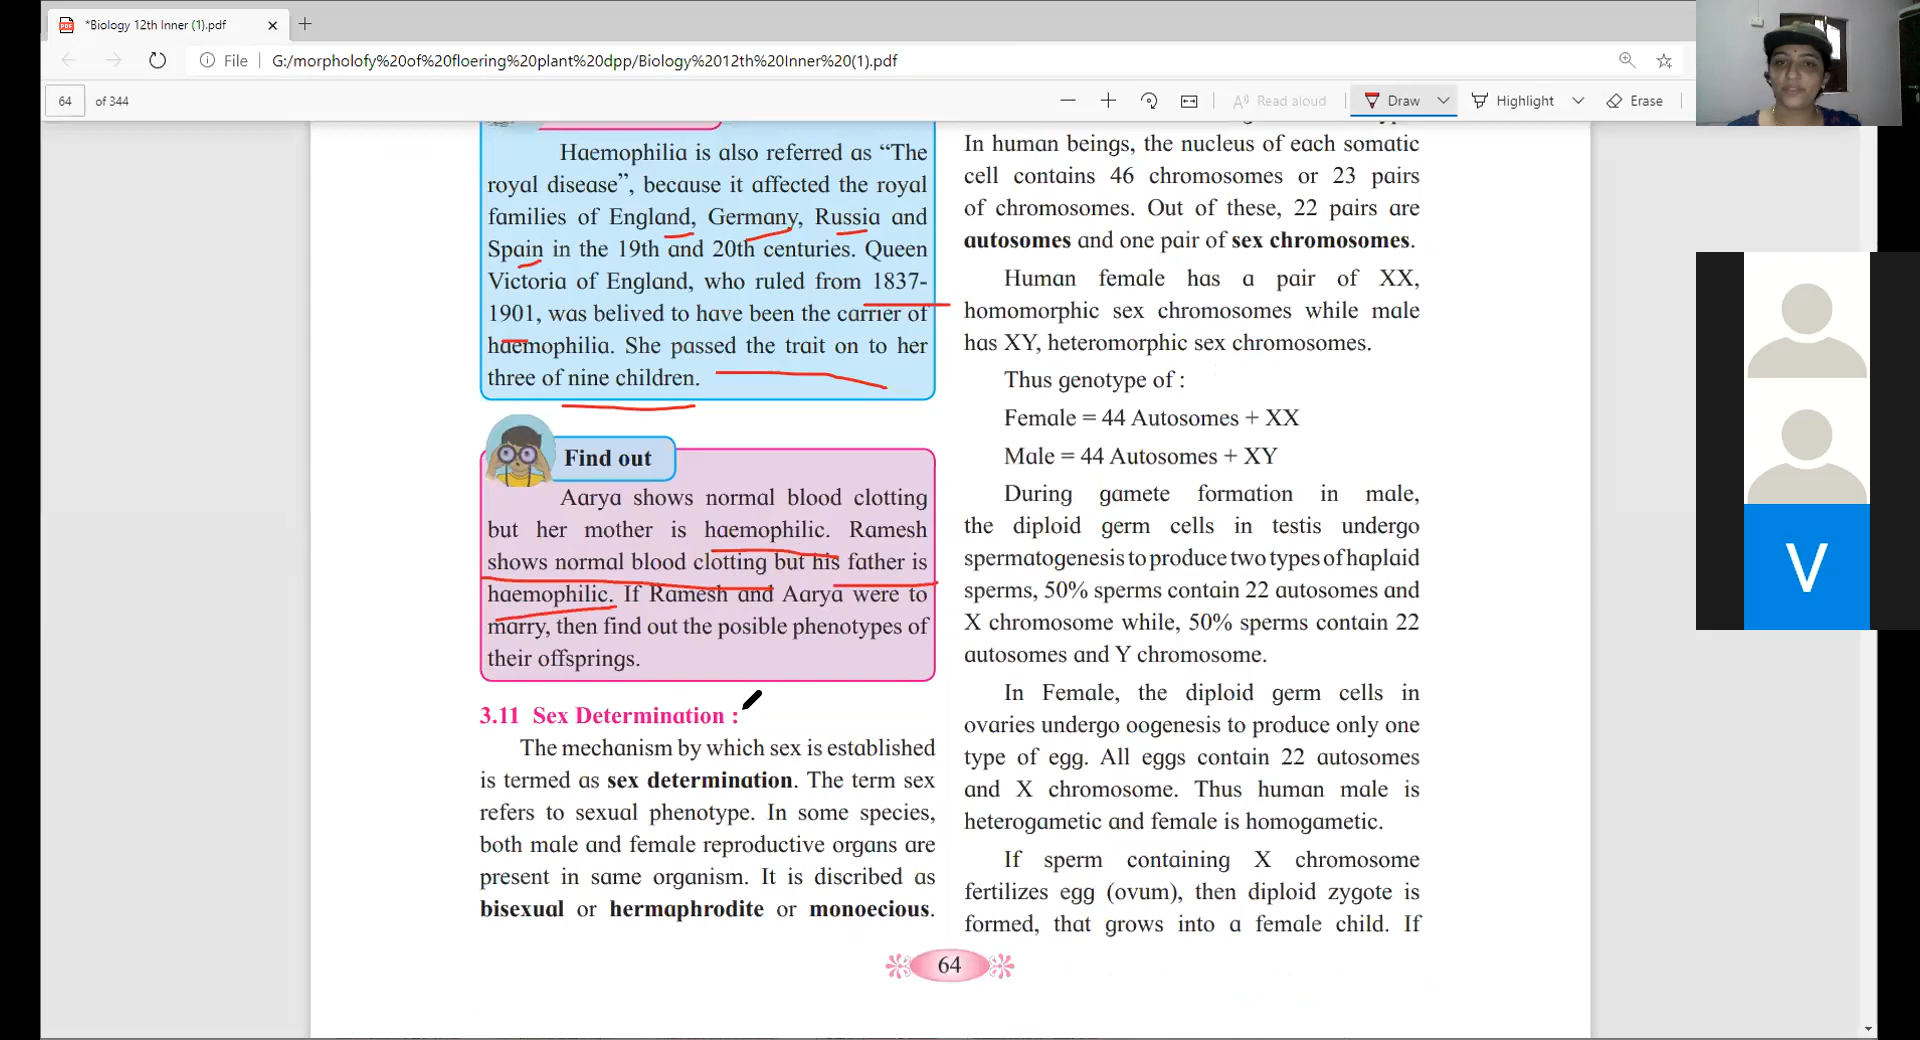 *Biology 12th Inner (1).pdf
File G:/morpholofy%20of%20floering%20plant%20dpp/Biology%2012th%20Inner%20(1).pdf
64 of 344
Read aloud Draw Highlight Erase
Haemophilia is also referred as “The
royal disease”, because it affected the royal
families of England, Germany, Russia and
Spain in the 19th and 20th centuries. Queen
Victoria of England, who ruled from 1837-
1901, was belived to have been the carrier of
haemophilia. She passed the trait on to her
three of nine children.
Find out
Aarya shows normal blood clotting
but her mother is haemophilic. Ramesh
shows normal blood clotting but his father is
haemophilic. If Ramesh and Aarya were to
marry, then find out the posible phenotypes of
their offsprings.
3.11 Sex Determination :
The mechanism by which sex is established
is termed as sex determination. The term sex
refers to sexual phenotype. In some species,
both male and female reproductive organs are
present in same organism. It is discribed as
bisexual or hermaphrodite or monoecious.
In human beings, the nucleus of each somatic
cell contains 46 chromosomes or 23 pairs
of chromosomes. Out of these, 22 pairs are
autosomes and one pair of sex chromosomes.
Human female has a pair of XX,
homomorphic sex chromosomes while male
has XY, heteromorphic sex chromosomes.
Thus genotype of :
Female = 44 Autosomes + XX
Male = 44 Autosomes + XY
During gamete formation in male,
the diploid germ cells in testis undergo
spermatogenesis to produce two types of haplaid
sperms, 50% sperms contain 22 autosomes and
X chromosome while, 50% sperms contain 22
autosomes and Y chromosome.
In Female, the diploid germ cells in
ovaries undergo oogenesis to produce only one
type of egg. All eggs contain 22 autosomes
and X chromosome. Thus human male is
heterogametic and female is homogametic.
If sperm containing X chromosome
fertilizes egg (ovum), then diploid zygote is
formed, that grows into a female child. If
64
V